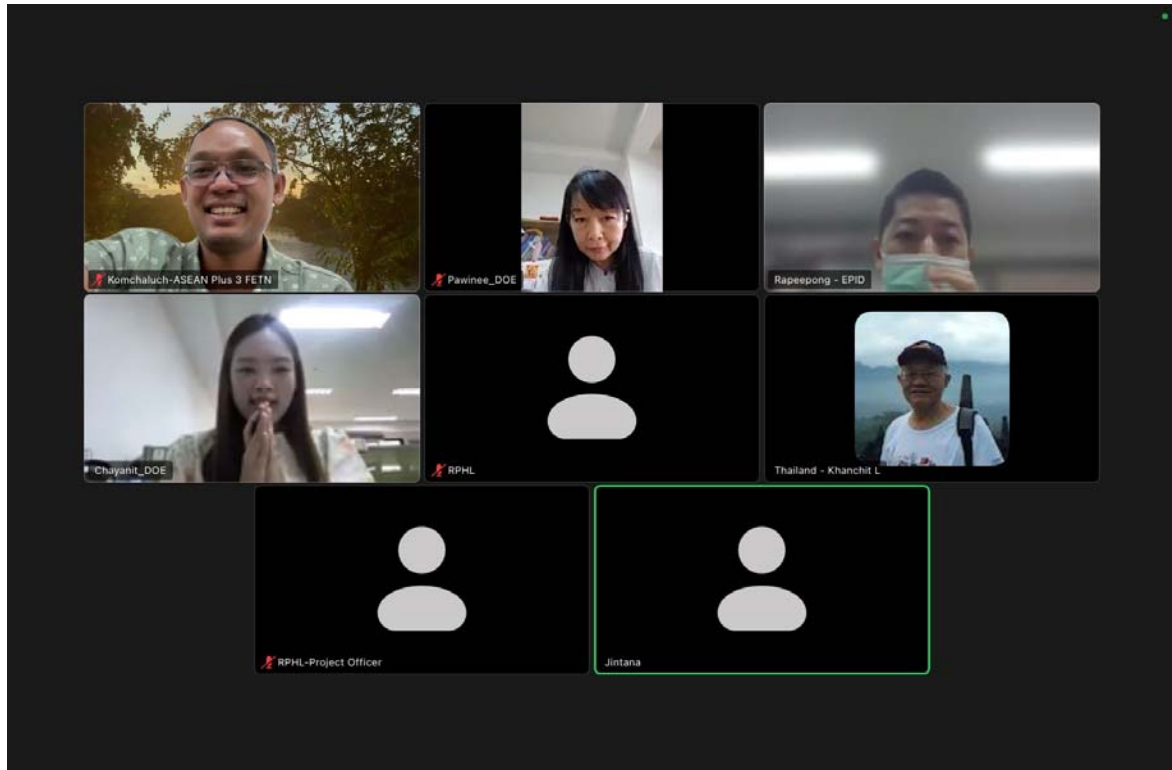 Komchaluch-ASEAN Plus 3 FETN
Pawinee_DOE
Rapeepong - EPID
Chayanit_DOE
RPHL
Thailand - Khanchit L
RPHL-Project Officer
Jintana